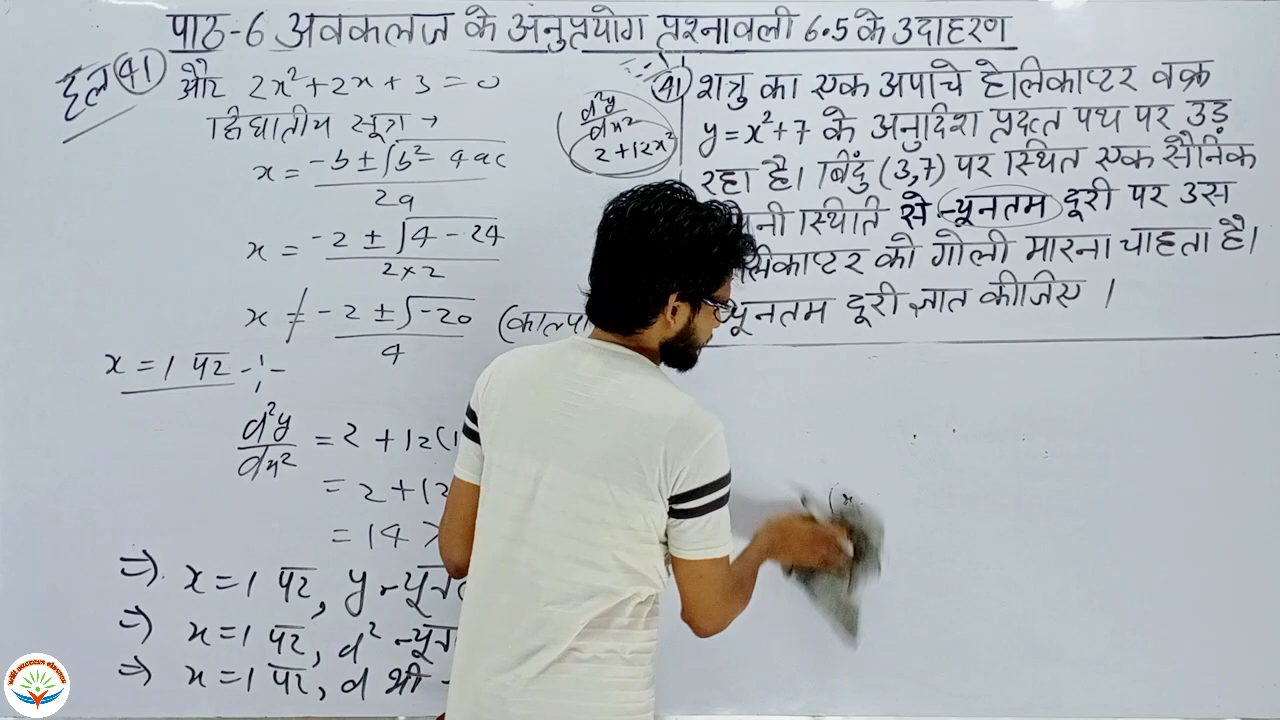 पाठ-6 अवकलज के अनुप्रयोग प्रश्नावली 6.5 के उदाहरण
हल 41 और 2x²+2x+3=0
द्विघातीय सूत्र →
x = -b ± √b² - 4ac / 2a
x = -2 ± √4-24 / 2×2
x ≠ -2 ± √-20 / 4
x = 1 पर -:-
d²y/dx² = 2 + 12(1
= 2 + 12
= 14 >
=> x=1 पर, y न्यून
=> x=1 पर, d² न्यू
=> x=1 पर, d भी
d²y/dx²
2+12x²
41 शत्रु का एक अपाचे हेलिकाप्टर वक्र
y = x²+7 के अनुदिश प्रदत्त पथ पर उड़
रहा है। बिंदु (3,7) पर स्थित एक सैनिक
पनी स्थिति से न्यूनतम दूरी पर उस
लिकाप्टर को गोली मारना चाहता है।
न्यूनतम दूरी ज्ञात कीजिए ।